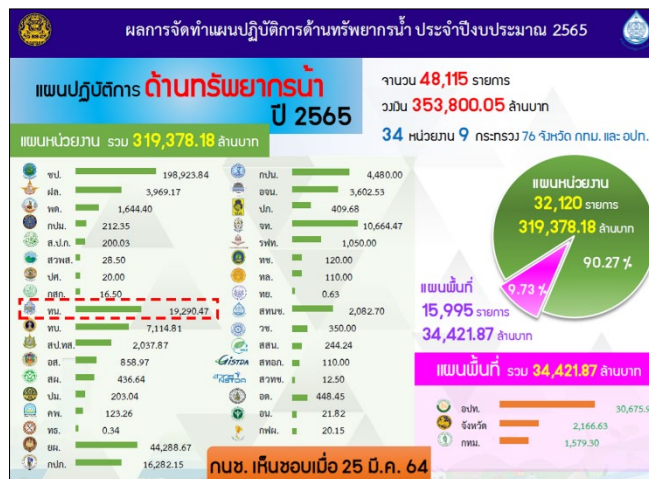 ผลการจัดทำแผนปฏิบัติการด้านทรัพยากรน้ำ ประจำปีงบประมาณ 2565
แผนปฏิบัติการ ด้านทรัพยากรน้ำ
ปี 2565
จำนวน 48,115 รายการ
วงเงิน 353,800.05 ล้านบาท
34 หน่วยงาน 9 กระทรวง 76 จังหวัด กทม. และ อปท.
แผนหน่วยงาน รวม 319,378.18 ล้านบาท
ชป. 198,923.84
ฝล. 3,969.17
พด. 1,644.40
กปม. 212.35
ส.ป.ก. 200.03
สวพส. 28.50
ปศ. 20.00
กสก. 16.50
ทน. 19,290.47
ทบ. 7,114.81
สป.ทส. 2,037.87
อส. 858.97
สผ. 436.64
ปม. 203.04
คพ. 123.26
ทธ. 0.34
ยผ. 44,288.67
กปภ. 16,282.15
กปน. 4,480.00
อจน. 3,602.53
ปภ. 409.68
จท. 10,664.47
รฟท. 1,050.00
ทช. 120.00
ทล. 110.00
ทย. 0.63
สทนช. 2,082.70
วช. 350.00
สสน. 244.24
GISTDA สทอภ. 110.00
NSTDA สวทช. 12.50
อต. 448.45
อน. 21.82
กฟผ. 20.15
แผนหน่วยงาน
32,120 รายการ
319,378.18 ล้านบาท
90.27 %
9.73 %
แผนพื้นที่
15,995 รายการ
34,421.87 ล้านบาท
แผนพื้นที่ รวม 34,421.87 ล้านบาท
อปท.
จังหวัด 2,166.63
กทม. 1,579.30
กนช. เห็นชอบเมื่อ 25 มี.ค. 64